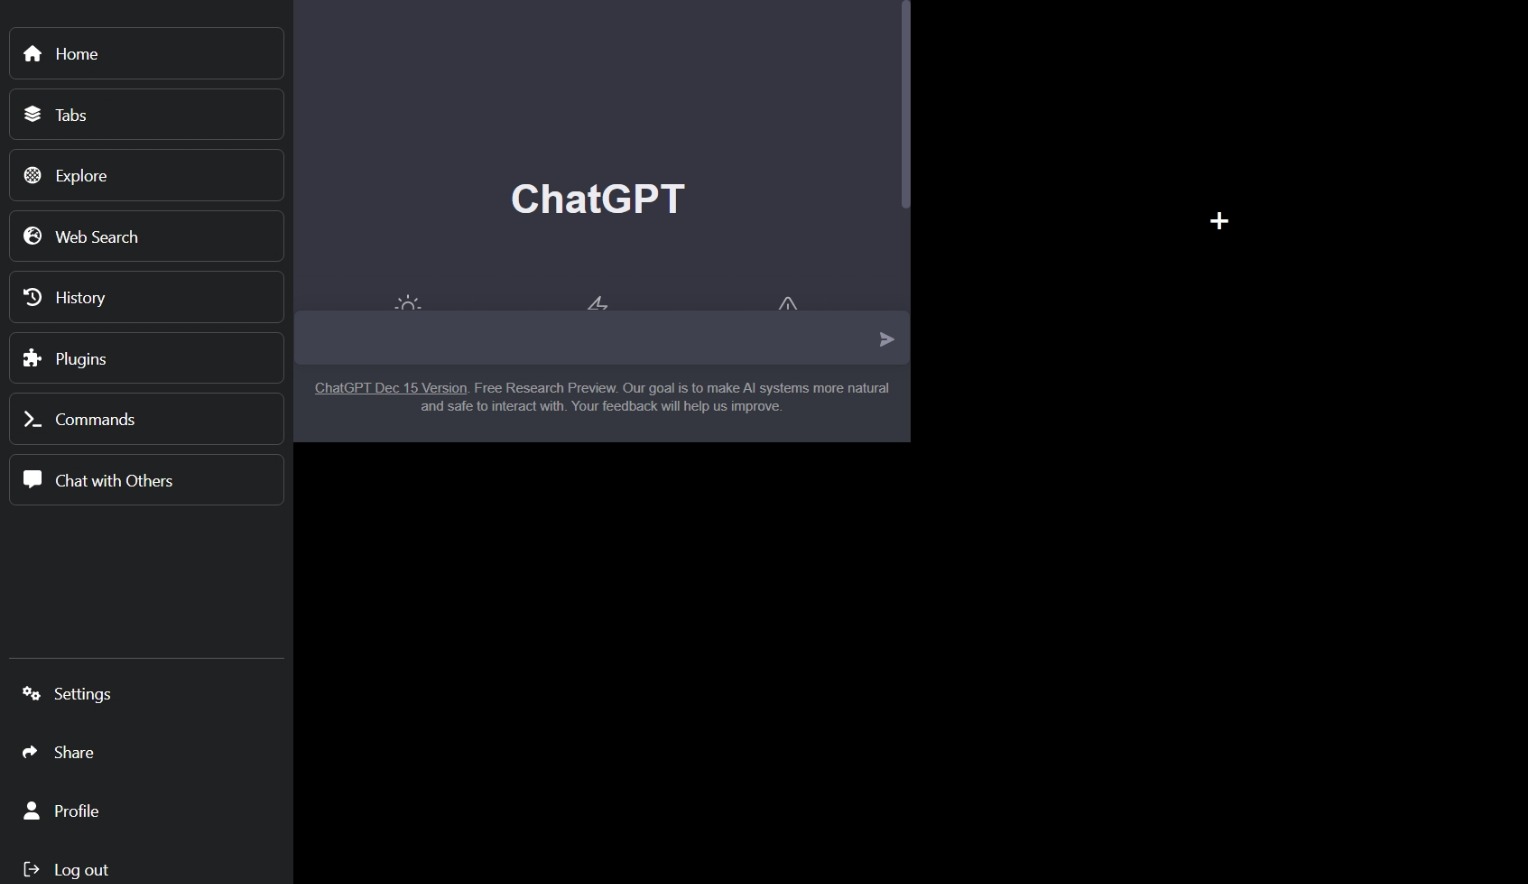 Home
Tabs
Explore
Web Search
History
Plugins
Commands
Chat with Others
Settings
Share
Profile
Log out
ChatGPT
ChatGPT Dec 15 Version. Free Research Preview. Our goal is to make AI systems more natural
and safe to interact with. Your feedback will help us improve.